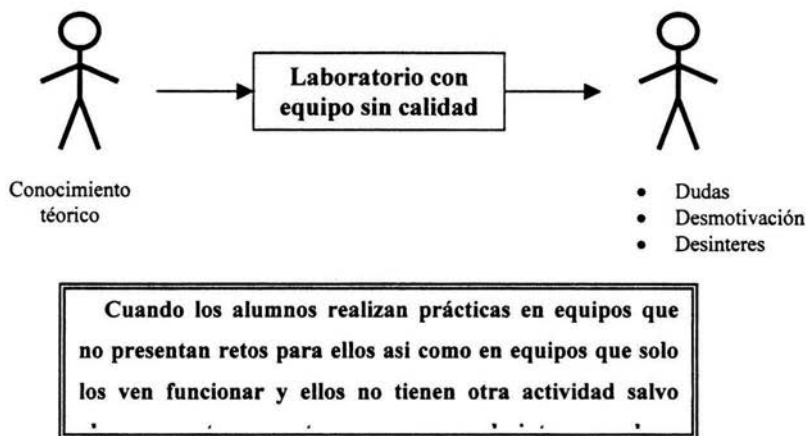 Laboratorio con
equipo sin calidad
Conocimiento
téorico
• Dudas
• Desmotivación
• Desinteres
Cuando los alumnos realizan prácticas en equipos que
no presentan retos para ellos asi como en equipos que solo
los ven funcionar y ellos no tienen otra actividad salvo